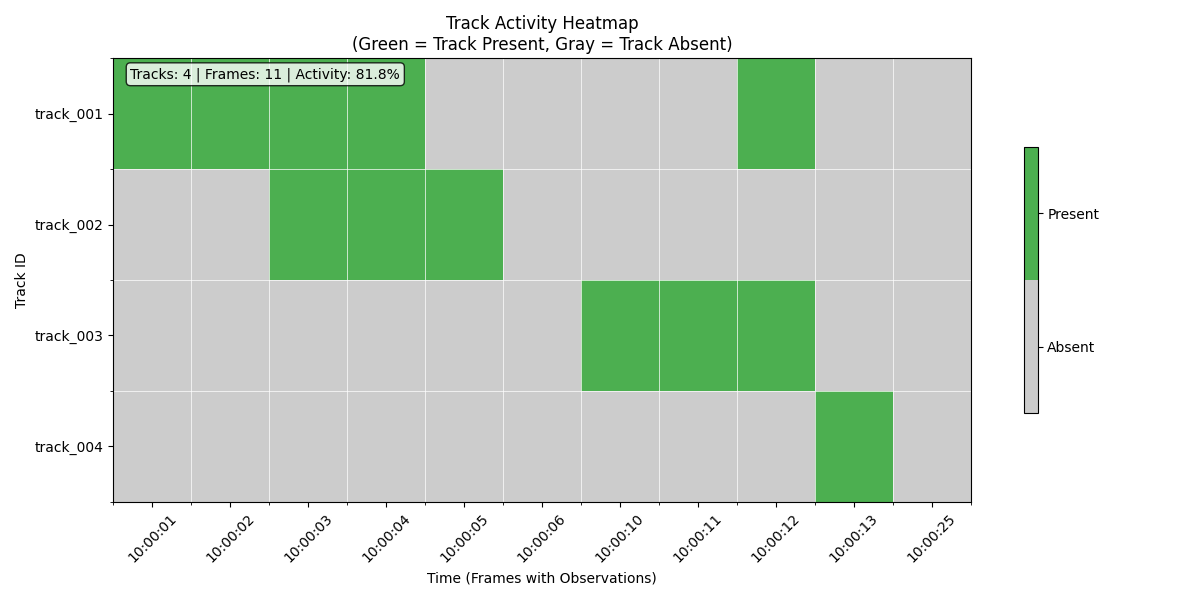 Track Activity Heatmap
(Green = Track Present, Gray = Track Absent)
Tracks: 4 | Frames: 11 | Activity: 81.8%
track_001
track_002
track_003
track_004
Track ID
10:00:01
10:00:02
10:00:03
10:00:04
10:00:05
10:00:06
10:00:10
10:00:11
10:00:12
10:00:13
10:00:25
Time (Frames with Observations)
Present
Absent